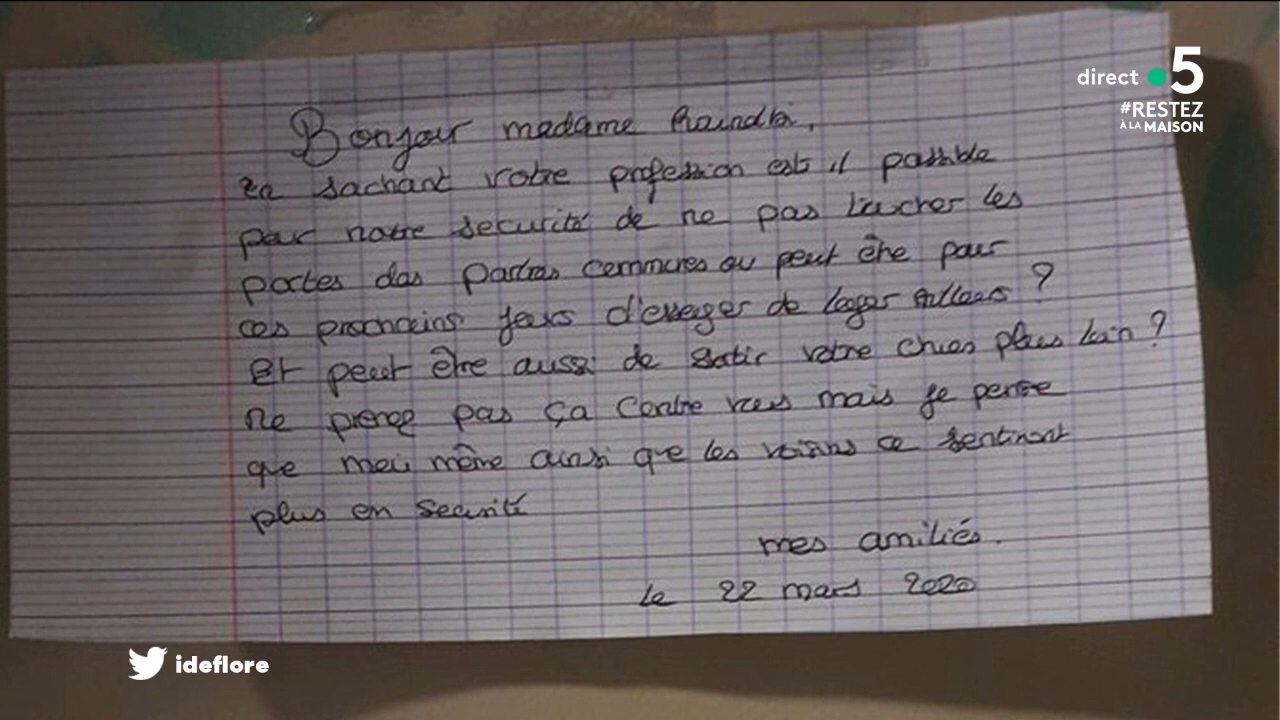 direct 5
#RESTEZ
À LA MAISON
Bonjour madame
en sachant votre profession est il possible
pour notre securité de ne pas toucher les
portes des parties communes ou peut être pour
ces prochains jours d'essayer de loger ailleurs ?
Et peut être aussi de sortir votre chien plus loin ?
ne prenez pas ça contre vous mais je pense
que moi même ainsi que les voisins ce sentiront
plus en securité
mes amitiés.
le 22 mars 2020
ideflore